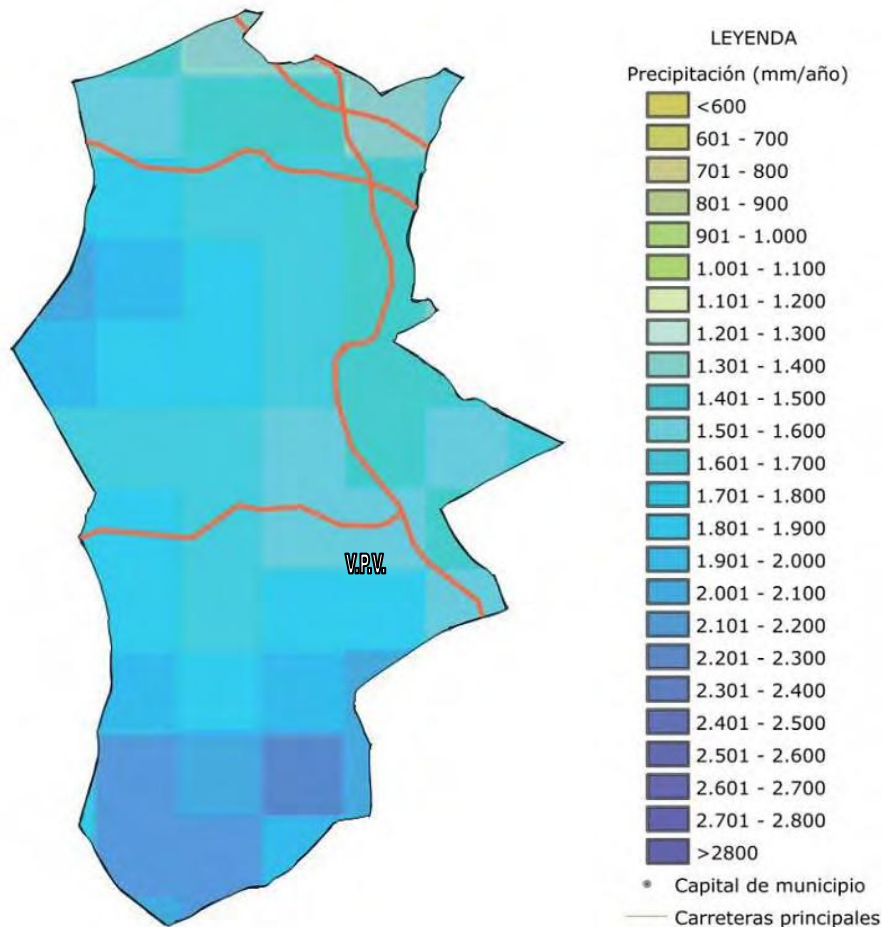 LEYENDA
Precipitación (mm/año)
<600
601 - 700
701 - 800
801 - 900
901 - 1.000
1.001 - 1.100
1.101 - 1.200
1.201 - 1.300
1.301 - 1.400
1.401 - 1.500
1.501 - 1.600
1.601 - 1.700
1.701 - 1.800
1.801 - 1.900
1.901 - 2.000
2.001 - 2.100
2.101 - 2.200
2.201 - 2.300
2.301 - 2.400
2.401 - 2.500
2.501 - 2.600
2.601 - 2.700
2.701 - 2.800
>2800
Capital de municipio
Carreteras principales
V.P.V.